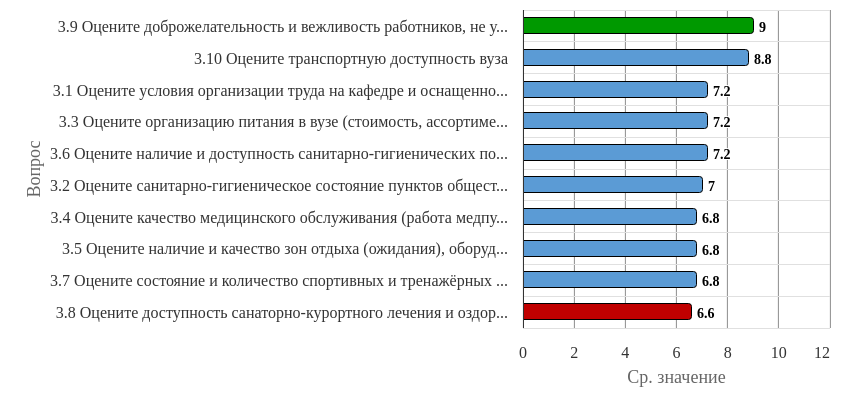 3.9 Оцените доброжелательность и вежливость работников, не у... 9
3.10 Оцените транспортную доступность вуза 8.8
3.1 Оцените условия организации труда на кафедре и оснащенно... 7.2
3.3 Оцените организацию питания в вузе (стоимость, ассортиме... 7.2
3.6 Оцените наличие и доступность санитарно-гигиенических по... 7.2
3.2 Оцените санитарно-гигиеническое состояние пунктов общест... 7
3.4 Оцените качество медицинского обслуживания (работа медпу... 6.8
3.5 Оцените наличие и качество зон отдыха (ожидания), оборуд... 6.8
3.7 Оцените состояние и количество спортивных и тренажёрных ... 6.8
3.8 Оцените доступность санаторно-курортного лечения и оздор... 6.6
Вопрос
0 2 4 6 8 10 12
Ср. значение